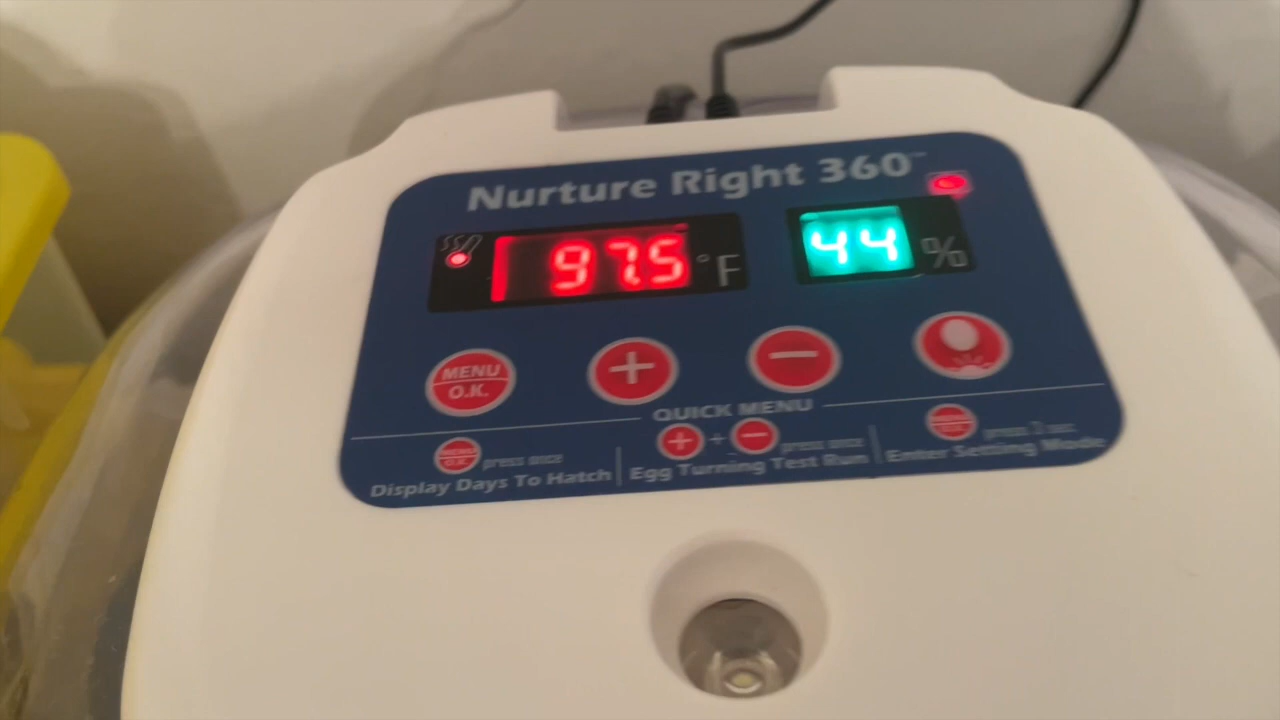 Nurture Right 360™
97.5 °F
44 %
MENU
O.K.
+
−
QUICK MENU
MENU
O.K.
press once
+ + −
press once
press 3 sec
Display Days To Hatch
Egg Turning Test Run
Enter Setting Mode